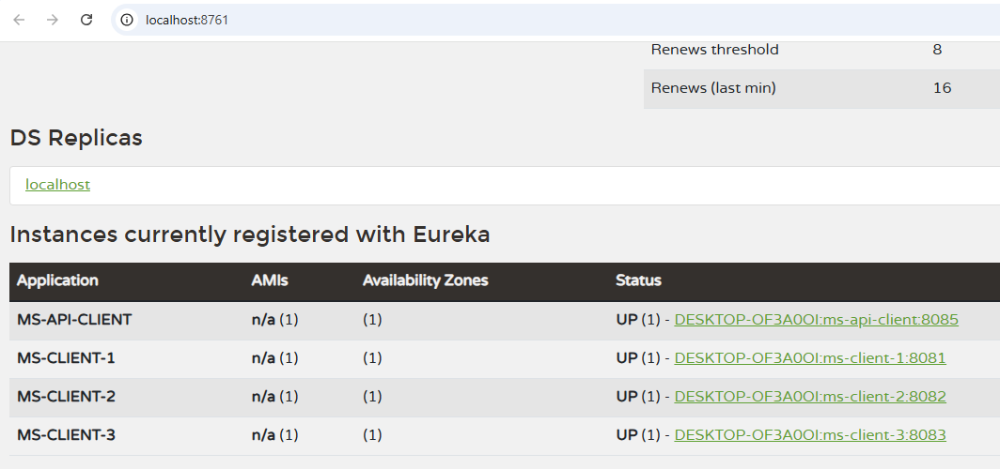 localhost:8761
Renews threshold 8
Renews (last min) 16
DS Replicas
localhost
Instances currently registered with Eureka
Application AMIs Availability Zones Status
MS-API-CLIENT n/a (1) (1) UP (1) - DESKTOP-OF3A0OI:ms-api-client:8085
MS-CLIENT-1 n/a (1) (1) UP (1) - DESKTOP-OF3A0OI:ms-client-1:8081
MS-CLIENT-2 n/a (1) (1) UP (1) - DESKTOP-OF3A0OI:ms-client-2:8082
MS-CLIENT-3 n/a (1) (1) UP (1) - DESKTOP-OF3A0OI:ms-client-3:8083